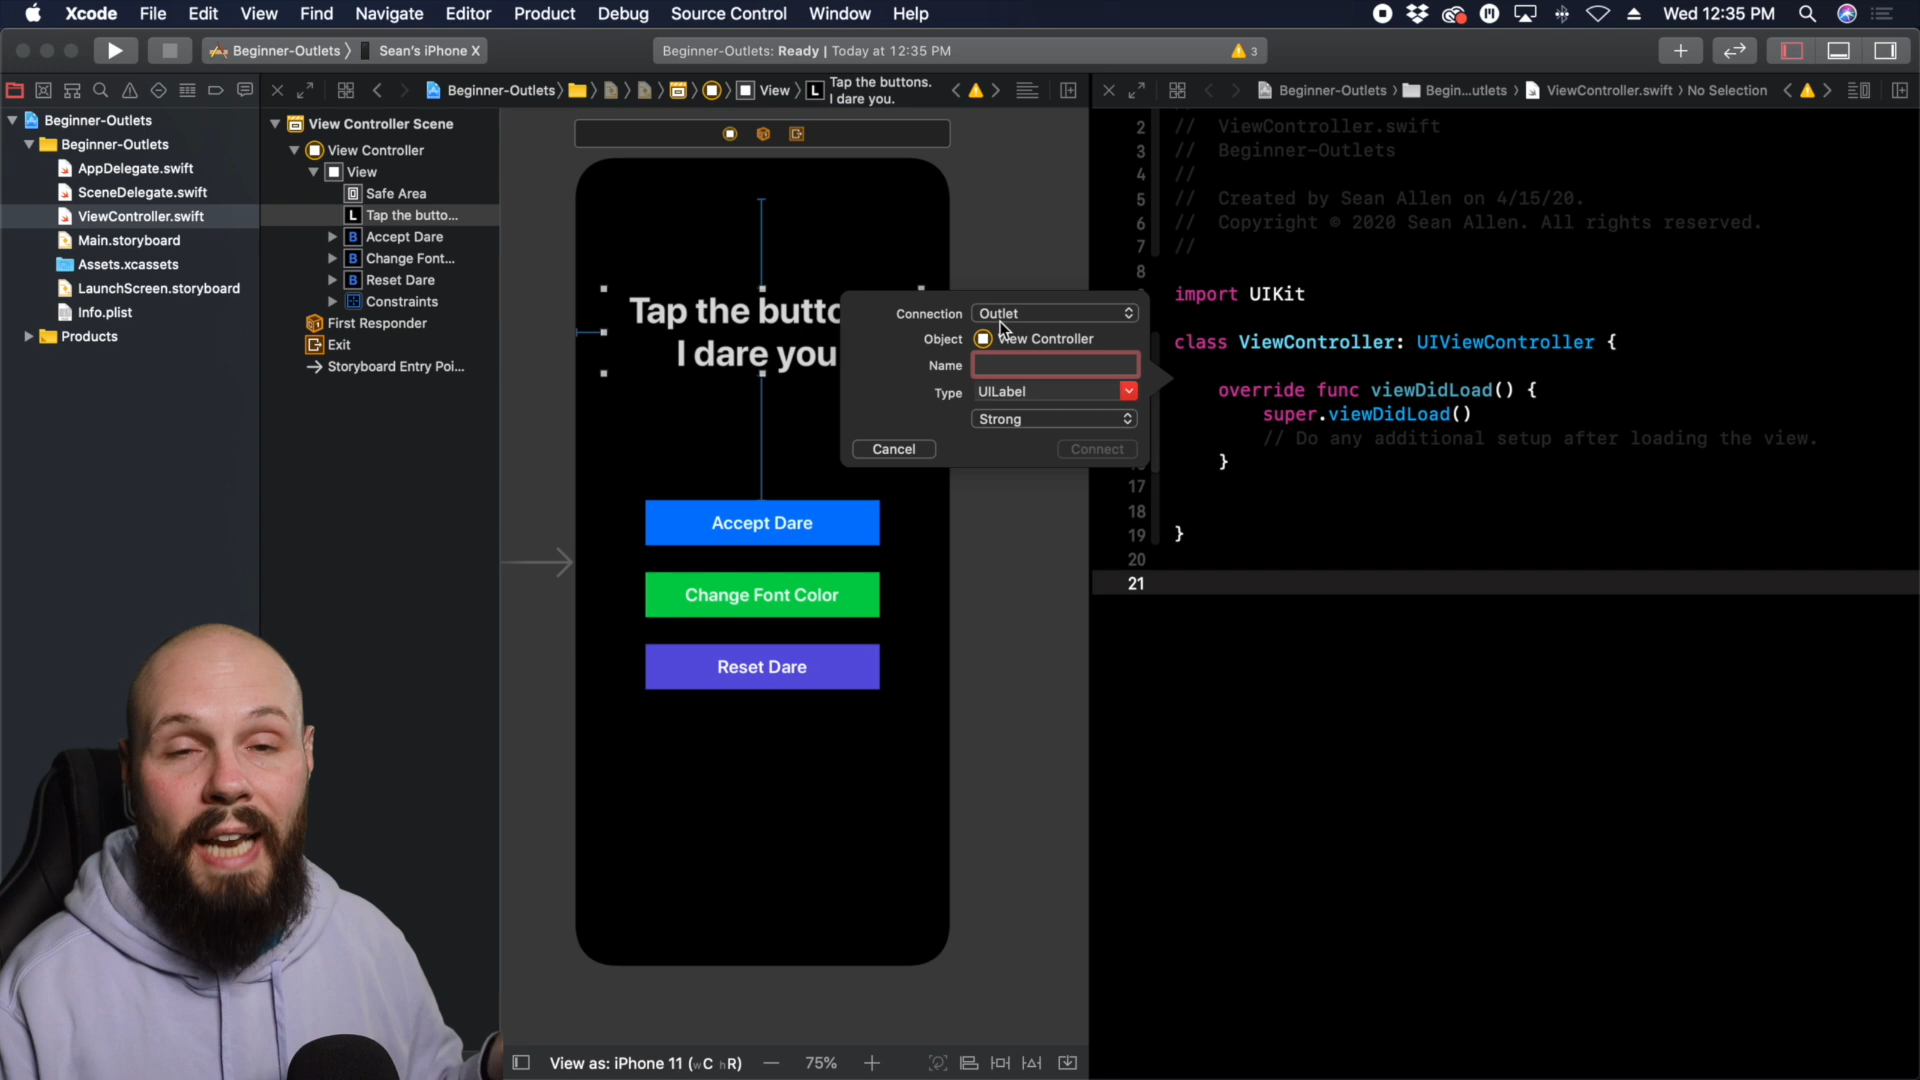 Xcode File Edit View Find Navigate Editor Product Debug Source Control Window Help
Wed 12:35 PM
Beginner-Outlets
Sean's iPhone X
Beginner-Outlets: Ready | Today at 12:35 PM
3
Beginner-Outlets
Beginner-Outlets
AppDelegate.swift
SceneDelegate.swift
ViewController.swift
Main.storyboard
Assets.xcassets
LaunchScreen.storyboard
Info.plist
Products
Beginner-Outlets
View
L
Tap the buttons.
I dare you.
View Controller Scene
View Controller
View
Safe Area
L Tap the butto...
B Accept Dare
B Change Font...
B Reset Dare
Constraints
First Responder
Exit
Storyboard Entry Poi...
Tap the butto
I dare you
Accept Dare
Change Font Color
Reset Dare
Connection Outlet
Object View Controller
Name
Type UILabel
Strong
Cancel Connect
View as: iPhone 11 (wC hR)
75%
Beginner-Outlets
Begin...utlets
ViewController.swift
No Selection
2 // ViewController.swift
3 // Beginner-Outlets
4 //
5 // Created by Sean Allen on 4/15/20.
6 // Copyright © 2020 Sean Allen. All rights reserved.
7 //
8
import UIKit
class ViewController: UIViewController {
override func viewDidLoad() {
super.viewDidLoad()
// Do any additional setup after loading the view.
}
17
18
19 }
20
21